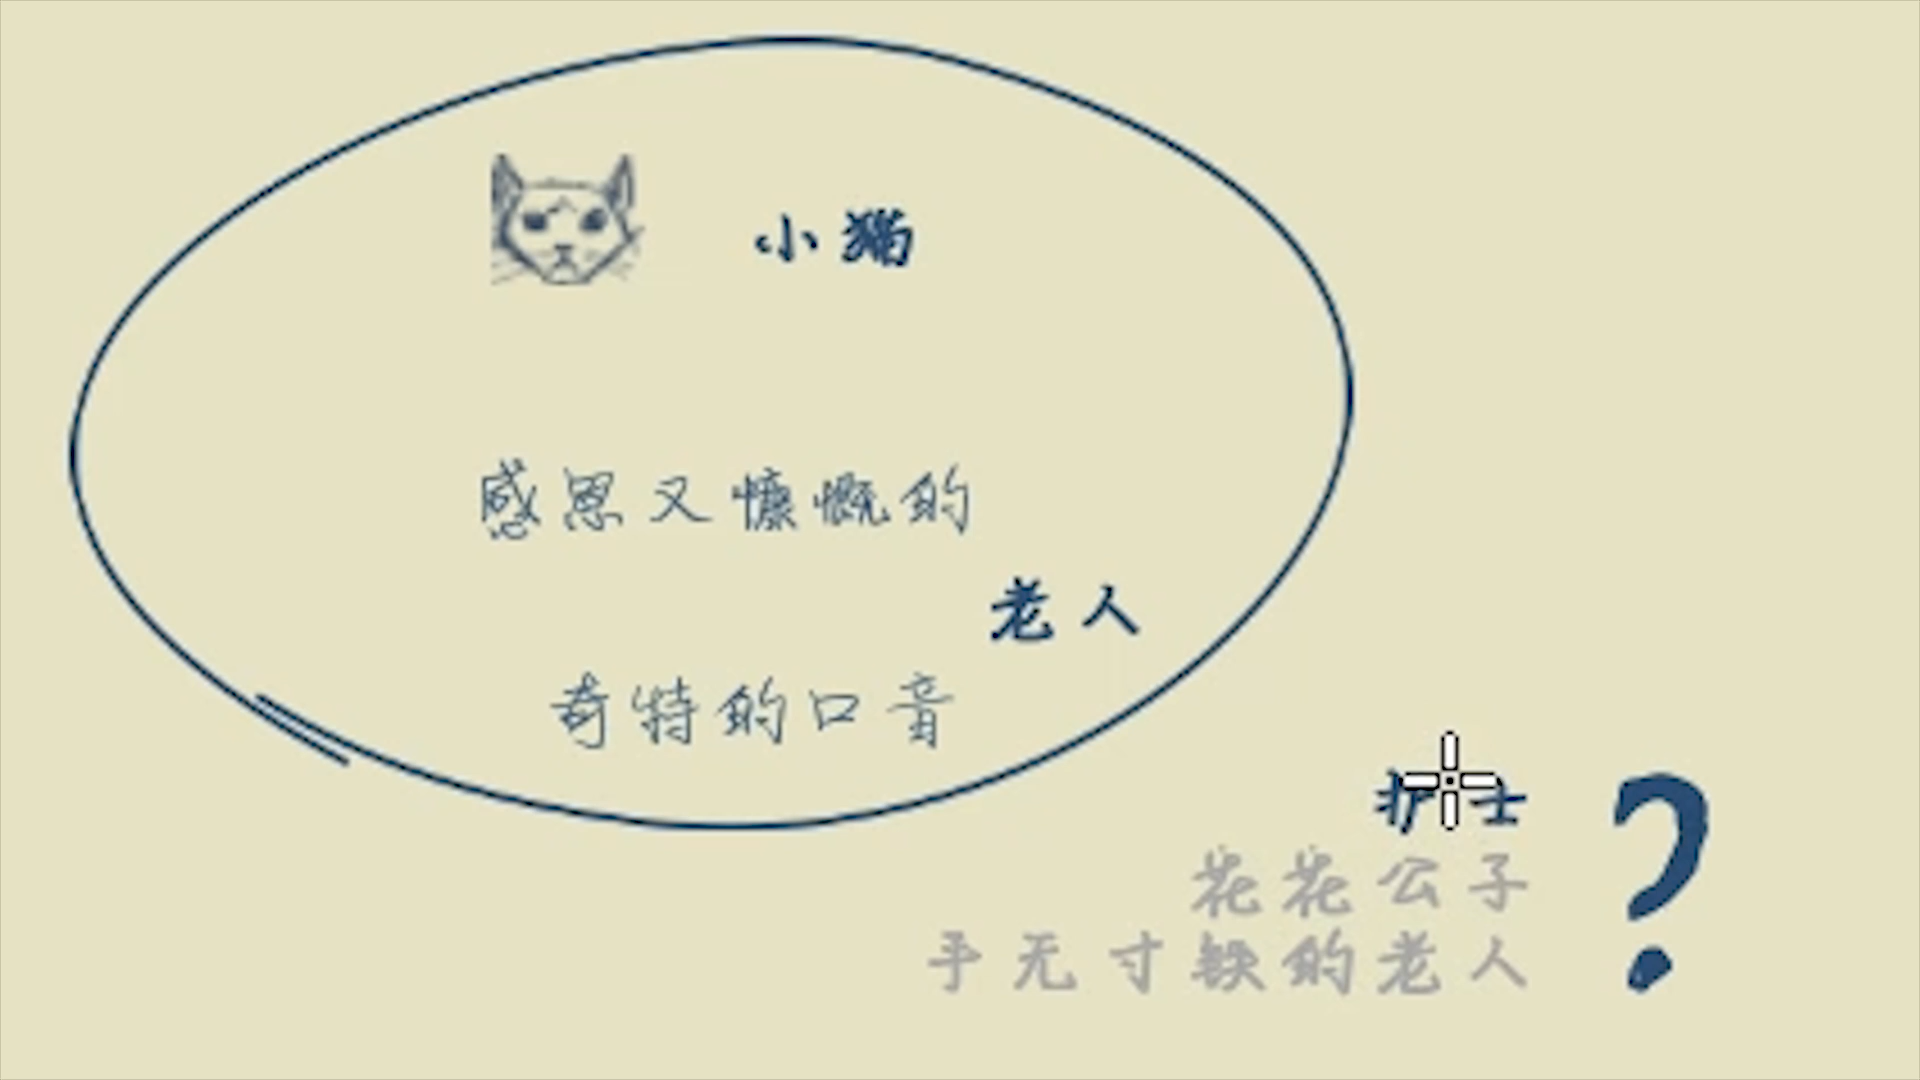 小猫
感恩又慷慨的
老人
奇特的口音
护士
花花公子
手无寸铁的老人
?